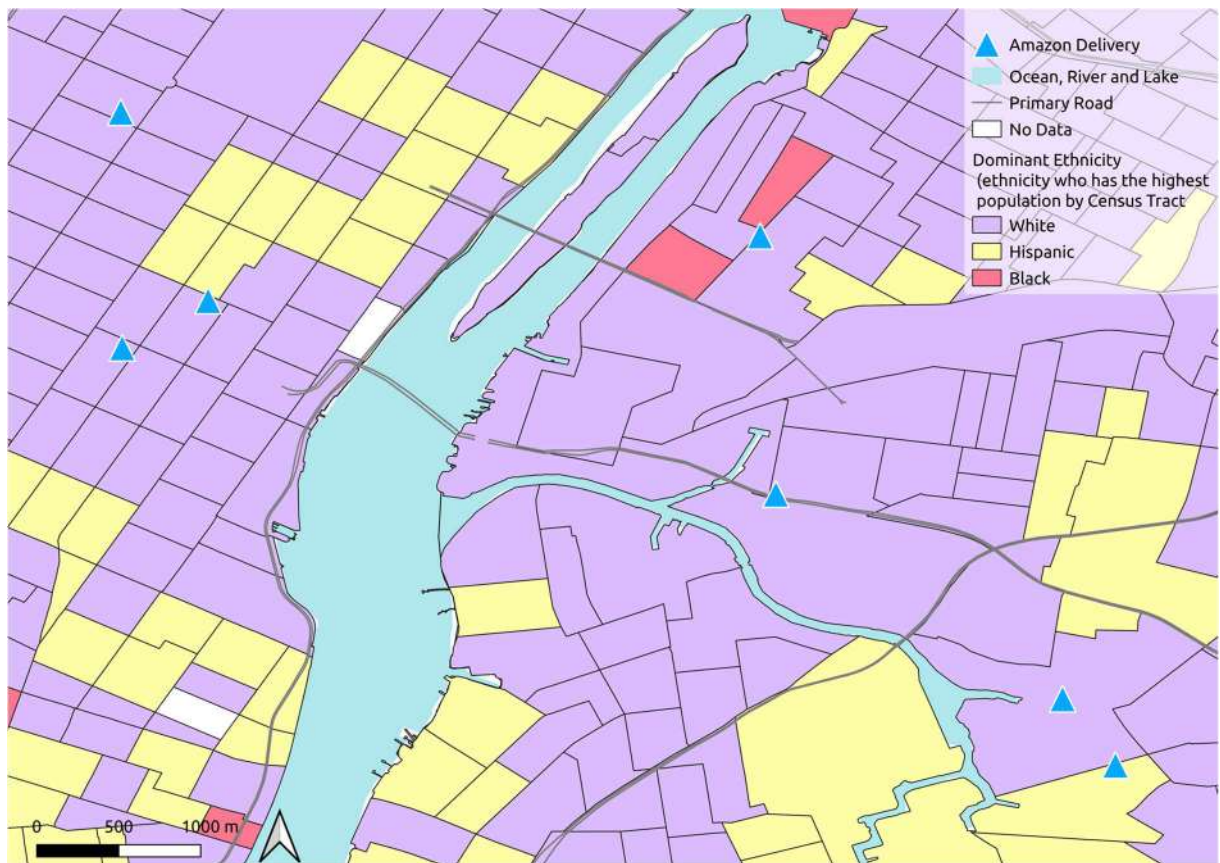 Amazon Delivery
Ocean, River and Lake
Primary Road
No Data
Dominant Ethnicity
(ethnicity who has the highest
population by Census Tract
White
Hispanic
Black
0 500 1000 m